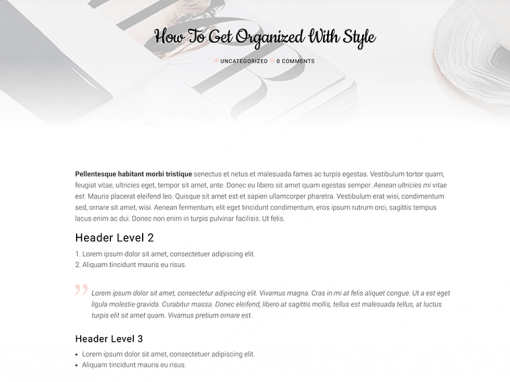 How To Get Organized With Style
UNCATEGORIZED 0 COMMENTS
Pellentesque habitant morbi tristique senectus et netus et malesuada fames ac turpis egestas. Vestibulum tortor quam,
feugiat vitae, ultricies eget, tempor sit amet, ante. Donec eu libero sit amet quam egestas semper. Aenean ultricies mi vitae
est. Mauris placerat eleifend leo. Quisque sit amet est et sapien ullamcorper pharetra. Vestibulum erat wisi, condimentum
sed, ornare sit amet, wisi. Aenean fermentum, elit eget tincidunt condimentum, eros ipsum rutrum orci, sagittis tempus
lacus enim ac dui. Donec non enim in turpis pulvinar facilisis. Ut felis.
Header Level 2
1. Lorem ipsum dolor sit amet, consectetuer adipiscing elit.
2. Aliquam tincidunt mauris eu risus.
Lorem ipsum dolor sit amet, consectetur adipiscing elit. Vivamus magna. Cras in mi at felis aliquet congue. Ut a est eget
ligula molestie gravida. Curabitur massa. Donec eleifend, libero at sagittis mollis, tellus est malesuada tellus, at luctus
turpis elit sit amet quam. Vivamus pretium ornare est.
Header Level 3
• Lorem ipsum dolor sit amet, consectetuer adipiscing elit.
• Aliquam tincidunt mauris eu risus.